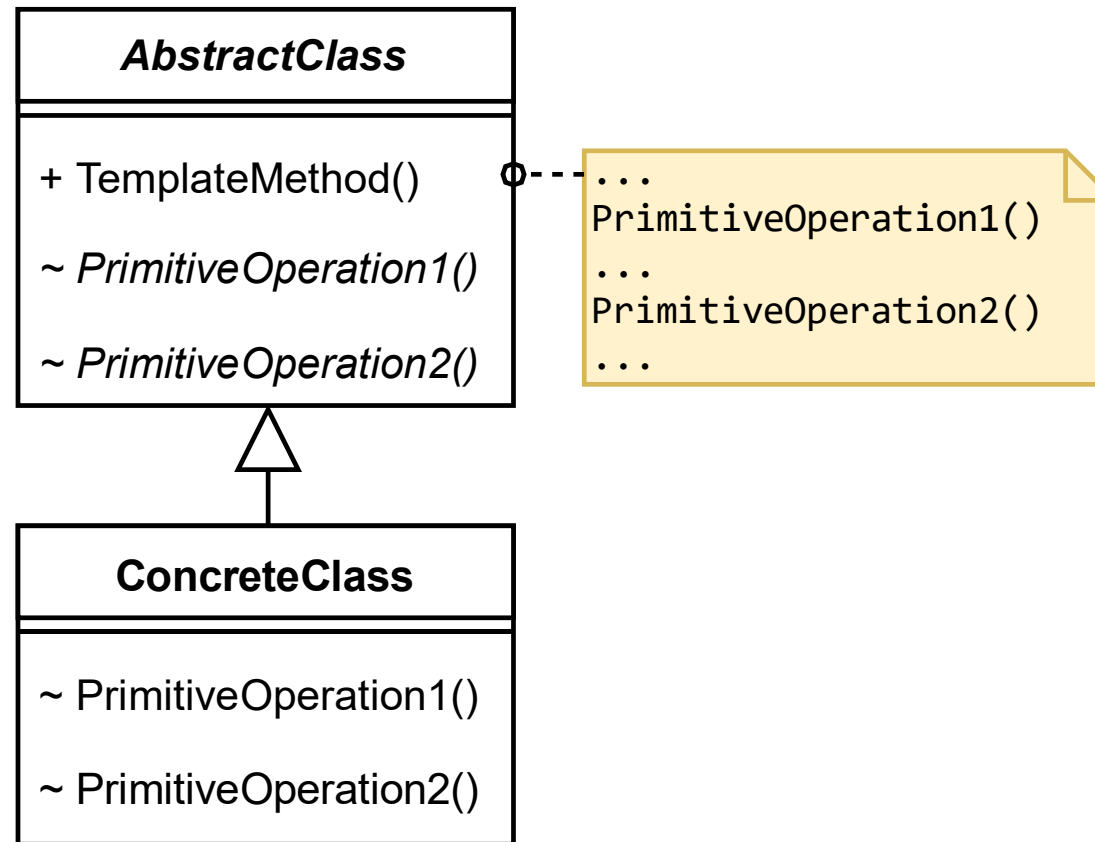 AbstractClass
+ TemplateMethod()
~ PrimitiveOperation1()
~ PrimitiveOperation2()
...
PrimitiveOperation1()
...
PrimitiveOperation2()
...
ConcreteClass
~ PrimitiveOperation1()
~ PrimitiveOperation2()